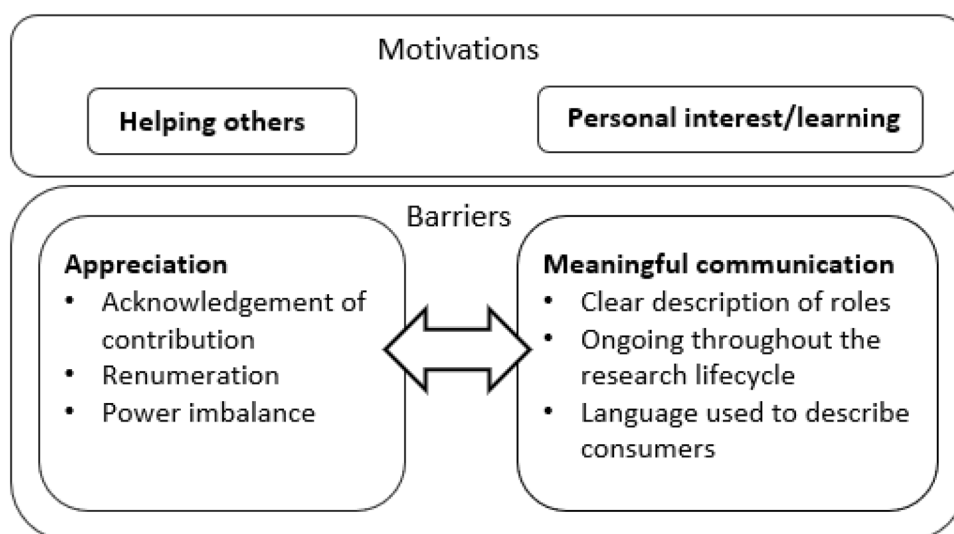 Motivations
Helping others
Personal interest/learning
Barriers
Appreciation
• Acknowledgement of
contribution
• Renumeration
• Power imbalance
Meaningful communication
• Clear description of roles
• Ongoing throughout the
research lifecycle
• Language used to describe
consumers